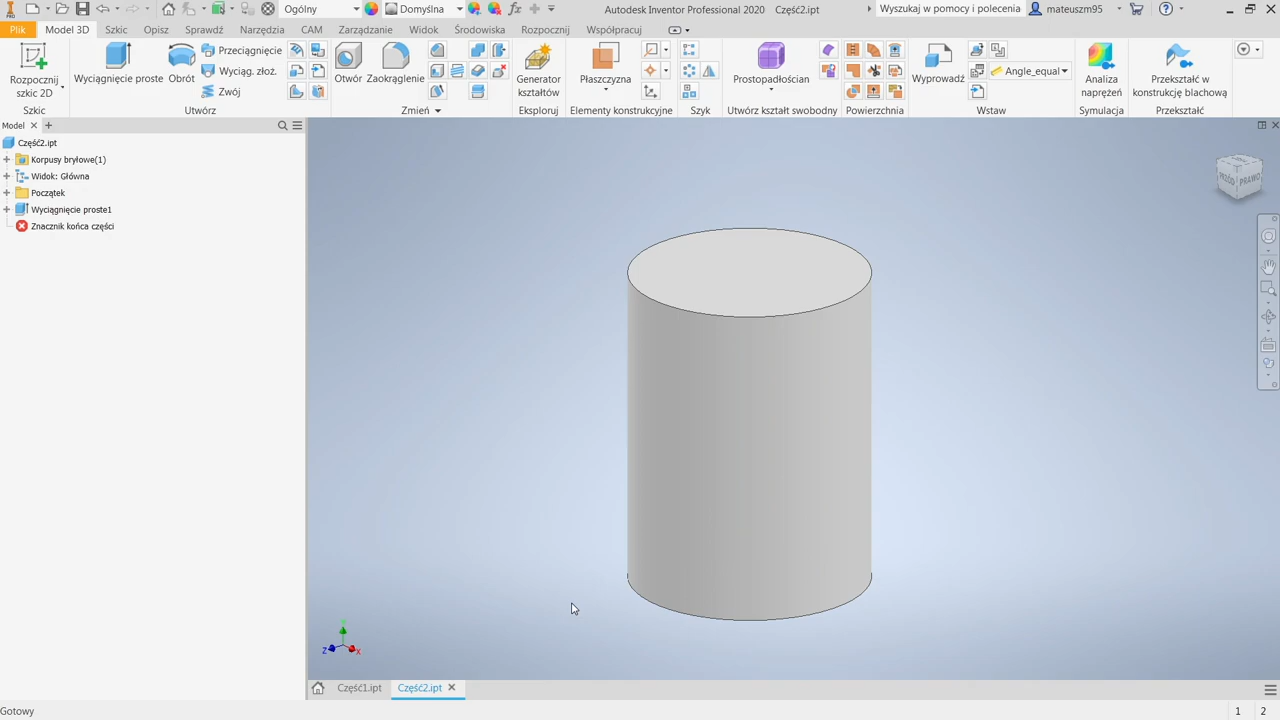 Ogólny Domyślna Autodesk Inventor Professional 2020 Część2.ipt Wyszukaj w pomocy i polecenia mateuszm95
Plik Model 3D Szkic Opisz Sprawdź Narzędzia CAM Zarządzanie Widok Środowiska Rozpocznij Współpracuj
Rozpocznij
szkic 2D
Szkic
Wyciągnięcie proste
Obrót
Przeciągnięcie
Wyciąg. złoż.
Zwój
Utwórz
Otwór
Zaokrąglenie
Zmień
Generator
kształtów
Eksploruj
Płaszczyzna
Elementy konstrukcyjne
Szyk
Prostopadłościan
Utwórz kształt swobodny
Powierzchnia
Wyprowadź
Angle_equal
Wstaw
Analiza
naprężeń
Symulacja
Przekształć w
konstrukcję blachową
Przekształć
Model
Część2.ipt
Korpusy bryłowe(1)
Widok: Główna
Początek
Wyciągnięcie proste1
Znacznik końca części
PRZÓD PRAWO
Z X
Część1.ipt Część2.ipt
Gotowy 1 2